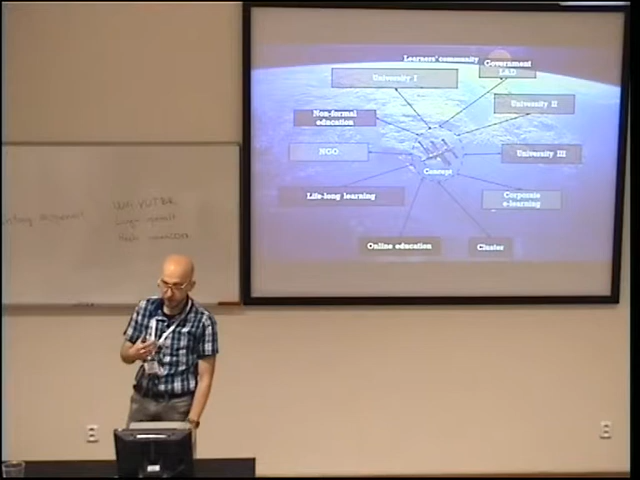 Learners' community
Government
LAD
University I
University II
Non-formal
education
NGO
University III
Concept
Life-long learning
Corporate
e-learning
Online education
Cluster